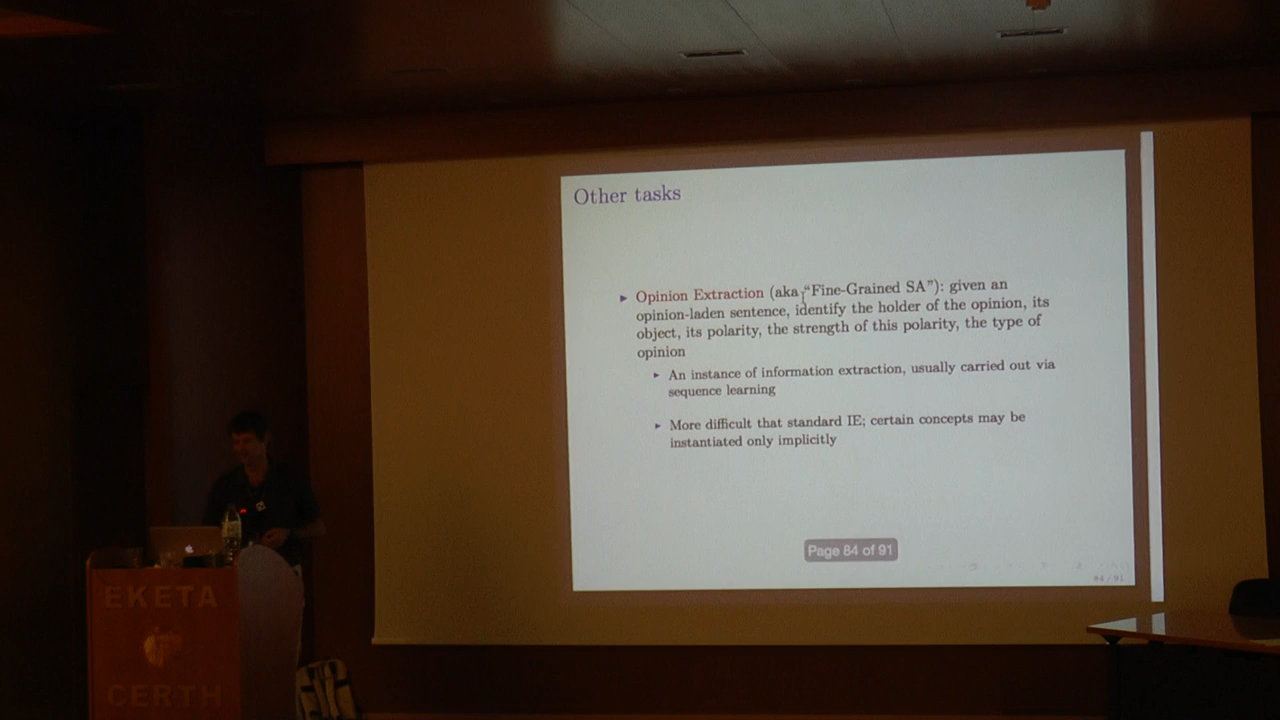 Other tasks
► Opinion Extraction (aka “Fine-Grained SA”): given an
opinion-laden sentence, identify the holder of the opinion, its
object, its polarity, the strength of this polarity, the type of
opinion
► An instance of information extraction, usually carried out via
sequence learning
► More difficult that standard IE; certain concepts may be
instantiated only implicitly
Page 84 of 91
84 / 91
EKETA
CERTH